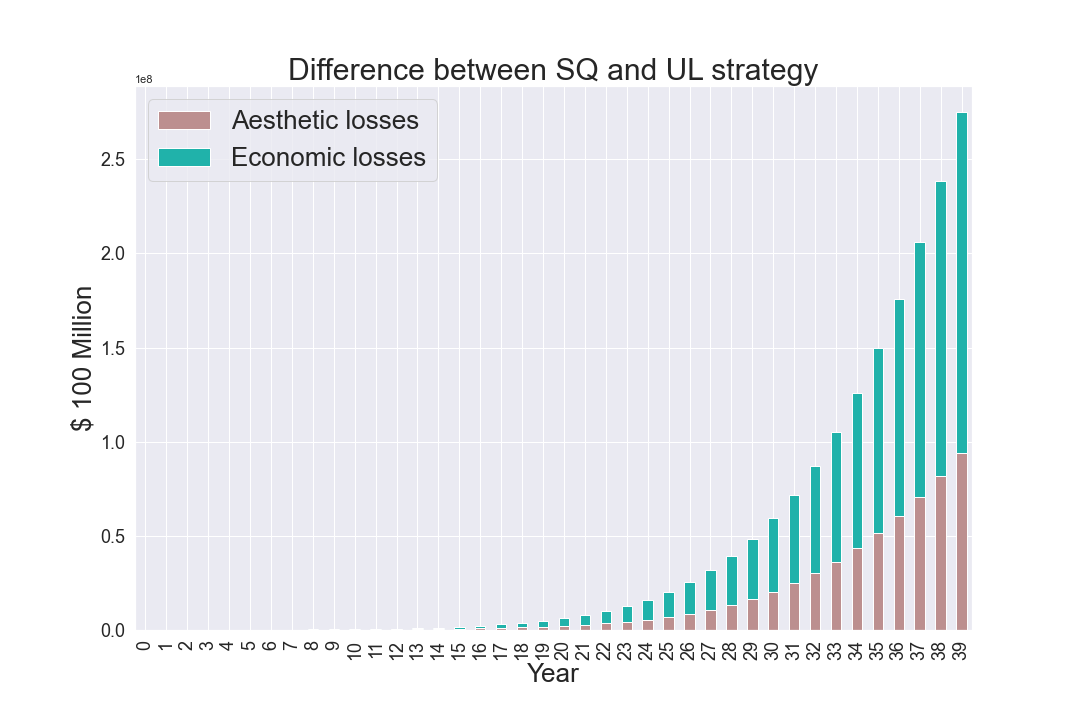 Difference between SQ and UL strategy
1e8
Aesthetic losses
Economic losses
2.5
2.0
1.5
1.0
0.5
0.0
$ 100 Million
0 1 2 3 4 5 6 7 8 9 10 11 12 13 14 15 16 17 18 19 20 21 22 23 24 25 26 27 28 29 30 31 32 33 34 35 36 37 38 39
Year